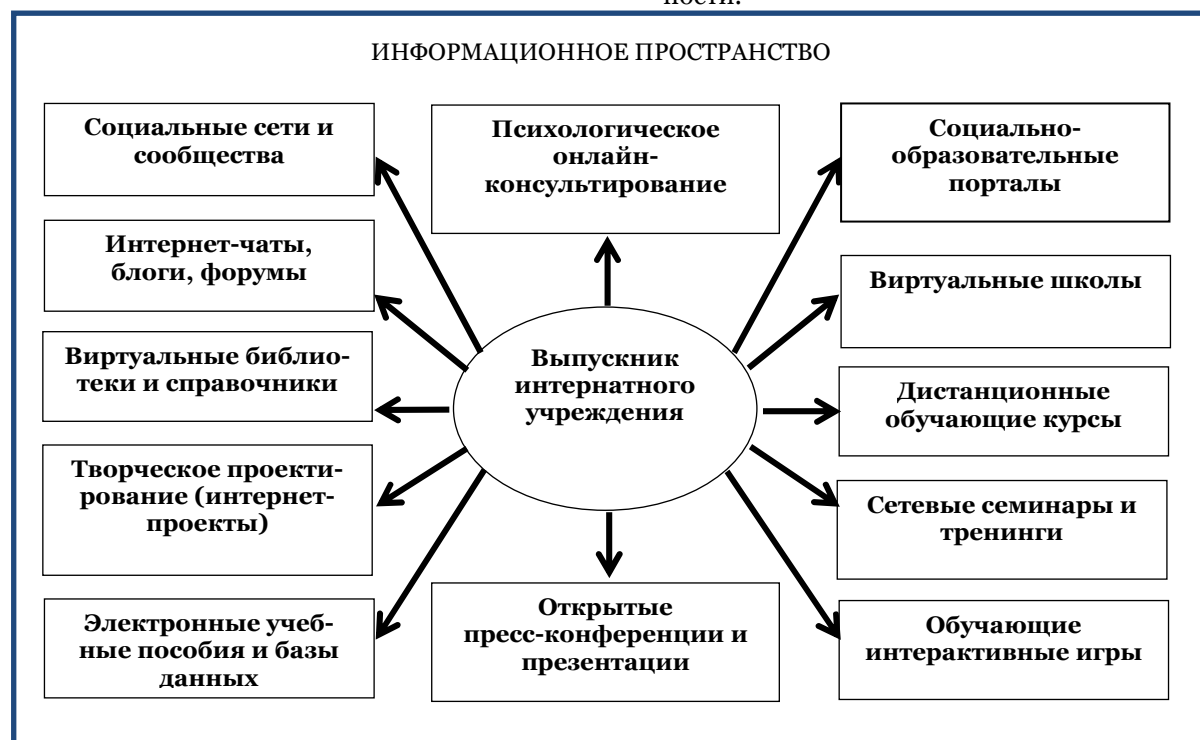 ности.
ИНФОРМАЦИОННОЕ ПРОСТРАНСТВО
Социальные сети и
сообщества
Интернет-чаты,
блоги, форумы
Виртуальные библио-
теки и справочники
Творческое проекти-
рование (интернет-
проекты)
Электронные учеб-
ные пособия и базы
данных
Психологическое
онлайн-
консультирование
Выпускник
интернатного
учреждения
Открытые
пресс-конференции и
презентации
Социально-
образовательные
порталы
Виртуальные школы
Дистанционные
обучающие курсы
Сетевые семинары и
тренинги
Обучающие
интерактивные игры